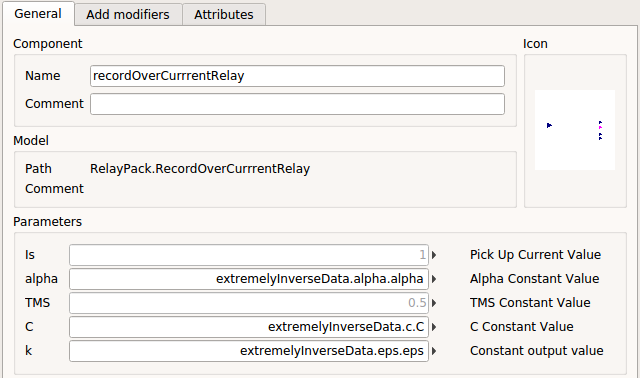 General Add modifiers Attributes
Component Icon
Name recordOverCurrrentRelay
Comment
Model
Path RelayPack.RecordOverCurrrentRelay
Comment
Parameters
Is 1 Pick Up Current Value
alpha extremelyInverseData.alpha.alpha Alpha Constant Value
TMS 0.5 TMS Constant Value
C extremelyInverseData.c.C C Constant Value
k extremelyInverseData.eps.eps Constant output value